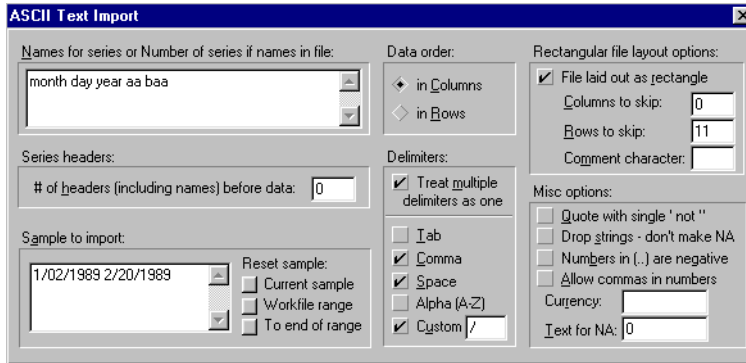 ASCII Text Import
Names for series or Number of series if names in file:
month day year aa baa
Series headers:
# of headers (including names) before data: 0
Sample to import:
1/02/1989 2/20/1989
Reset sample:
Current sample
Workfile range
To end of range
Data order:
in Columns
in Rows
Delimiters:
Treat multiple
delimiters as one
Tab
Comma
Space
Alpha (A-Z)
Custom /
Rectangular file layout options:
File laid out as rectangle
Columns to skip: 0
Rows to skip: 11
Comment character:
Misc options:
Quote with single ' not "
Drop strings - don't make NA
Numbers in (..) are negative
Allow commas in numbers
Currency:
Text for NA: 0